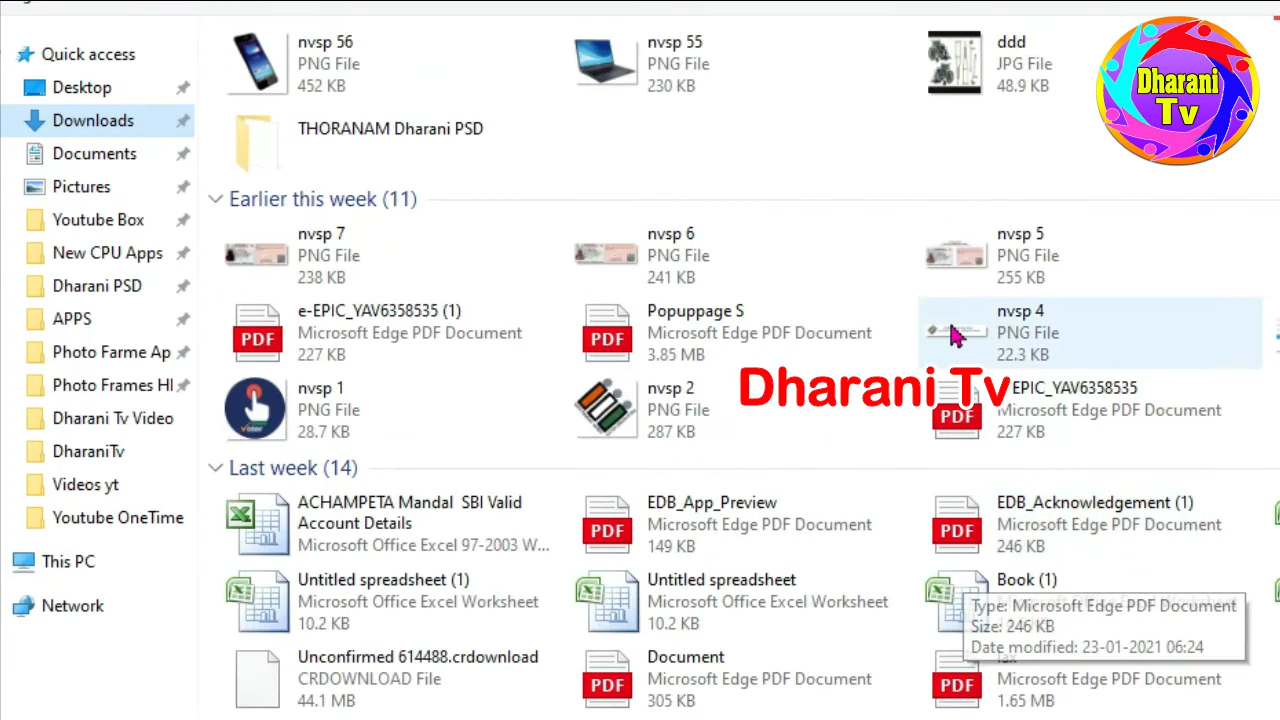 Quick access
Desktop
Downloads
Documents
Pictures
Youtube Box
New CPU Apps
Dharani PSD
APPS
Photo Farme Ap
Photo Frames HI
Dharani Tv Video
DharaniTv
Videos yt
Youtube OneTime
This PC
Network
nvsp 56
PNG File
452 KB
nvsp 55
PNG File
230 KB
ddd
JPG File
48.9 KB
Dharani
Tv
THORANAM Dharani PSD
Earlier this week (11)
nvsp 7
PNG File
238 KB
nvsp 6
PNG File
241 KB
nvsp 5
PNG File
255 KB
e-EPIC_YAV6358535 (1)
Microsoft Edge PDF Document
227 KB
PDF
Popuppage S
Microsoft Edge PDF Document
3.85 MB
PDF
nvsp 4
PNG File
22.3 KB
Dharani Tv
nvsp 1
PNG File
28.7 KB
nvsp 2
PNG File
287 KB
EPIC_YAV6358535
Microsoft Edge PDF Document
227 KB
PDF
Last week (14)
ACHAMPETA Mandal SBI Valid
Account Details
Microsoft Office Excel 97-2003 W...
EDB_App_Preview
Microsoft Edge PDF Document
149 KB
PDF
EDB_Acknowledgement (1)
Microsoft Edge PDF Document
246 KB
PDF
Untitled spreadsheet (1)
Microsoft Office Excel Worksheet
10.2 KB
Untitled spreadsheet
Microsoft Office Excel Worksheet
10.2 KB
Book (1)
Type: Microsoft Edge PDF Document
Size: 246 KB
Date modified: 23-01-2021 06:24
Unconfirmed 614488.crdownload
CRDOWNLOAD File
44.1 MB
Document
Microsoft Edge PDF Document
305 KB
PDF
Microsoft Edge PDF Document
1.65 MB
PDF